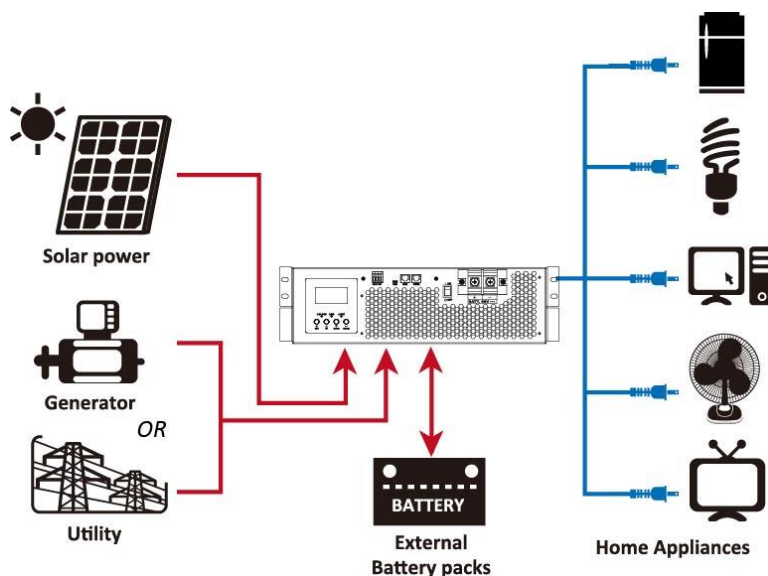 Solar power
Generator
OR
Utility
BATTERY
External
Battery packs
Home Appliances